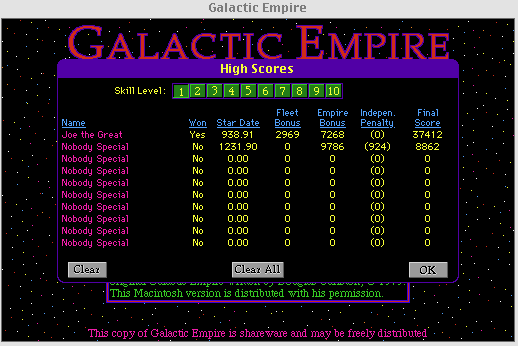 Galactic Empire
GALACTIC EMPIRE
High Scores
Skill Level: 1 2 3 4 5 6 7 8 9 10
Name Won Star Date Fleet Bonus Empire Bonus Indepen. Penalty Final Score
Joe the Great Yes 938.91 2969 7268 (0) 37412
Nobody Special No 1231.90 0 9786 (924) 8862
Nobody Special No 0.00 0 0 (0) 0
Nobody Special No 0.00 0 0 (0) 0
Nobody Special No 0.00 0 0 (0) 0
Nobody Special No 0.00 0 0 (0) 0
Nobody Special No 0.00 0 0 (0) 0
Nobody Special No 0.00 0 0 (0) 0
Nobody Special No 0.00 0 0 (0) 0
Nobody Special No 0.00 0 0 (0) 0
Clear Clear All OK
This Macintosh version is distributed with his permission.
This copy of Galactic Empire is shareware and may be freely distributed